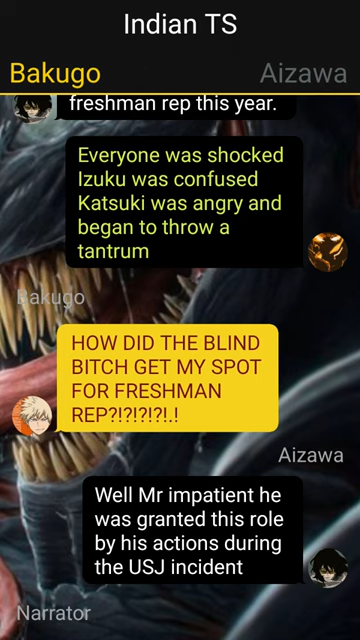 Indian TS
Bakugo
Aizawa
freshman rep this year.
Everyone was shocked
Izuku was confused
Katsuki was angry and
began to throw a
tantrum
Bakugo
HOW DID THE BLIND
BITCH GET MY SPOT
FOR FRESHMAN
REP?!?!?!?!.!
Aizawa
Well Mr impatient he
was granted this role
by his actions during
the USJ incident
Narrator